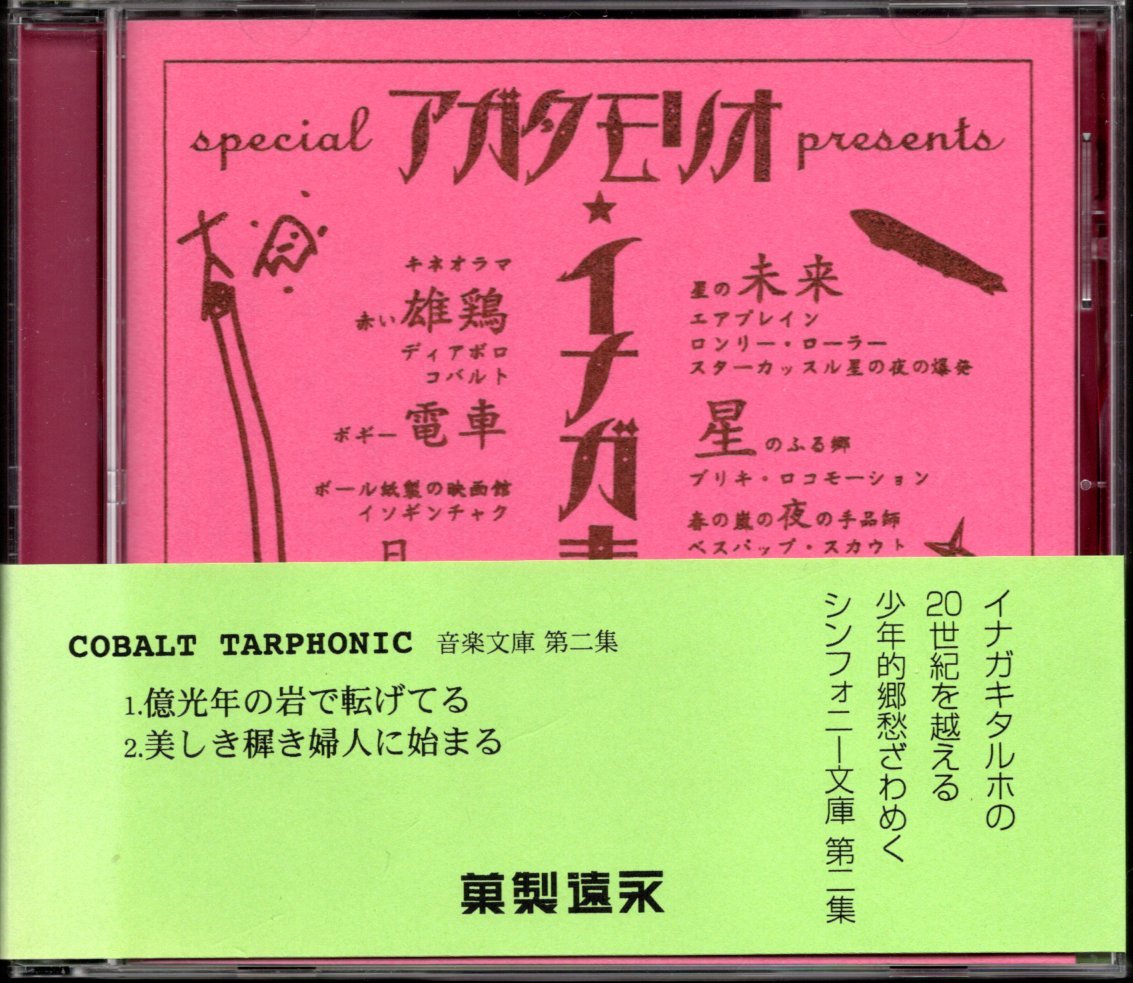 special アガタモリオ presents
★
イナガ
キネオラマ
赤い雄鶏
ディアボロ
コバルト
ボギー電車
ボール紙製の映画館
イソギンチャク
星の未来
エアプレイン
ロンリー・ローラー
スターカッスル星の夜の爆発
星のふる郷
ブリキ・ロコモーション
春の嵐の夜の手品師
ベスパップ・スカウト
COBALT TARPHONIC 音楽文庫 第二集
1.億光年の岩で転げてる
2.美しき穉き婦人に始まる
イナガキタルホの
20世紀を越える
少年的郷愁ざわめく
シンフォニー文庫 第二集
菓製遠永